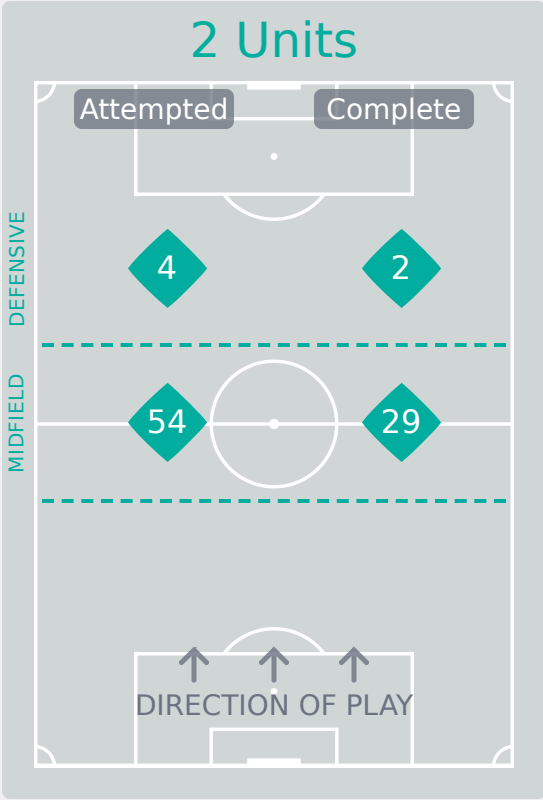 2 Units
Attempted
Complete
DEFENSIVE
4
2
MIDFIELD
54
29
DIRECTION OF PLAY